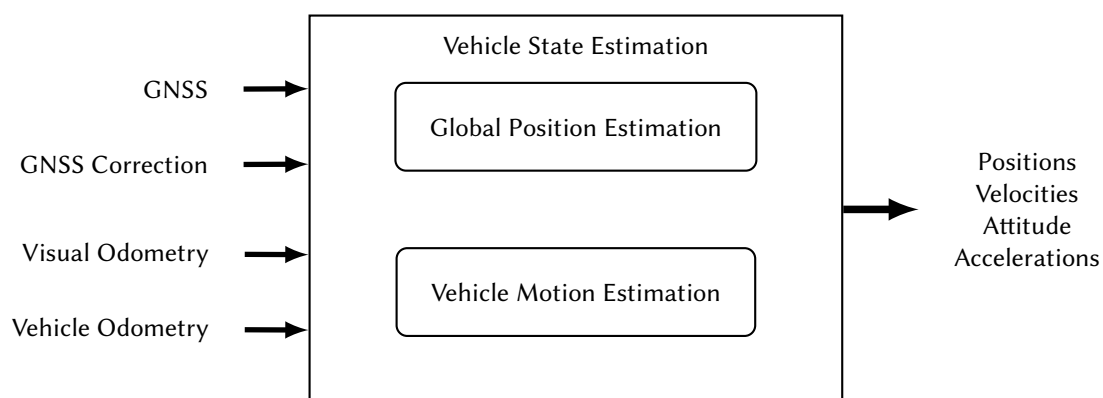 Vehicle State Estimation
GNSS
Global Position Estimation
GNSS Correction
Visual Odometry
Vehicle Motion Estimation
Vehicle Odometry
Positions
Velocities
Attitude
Accelerations